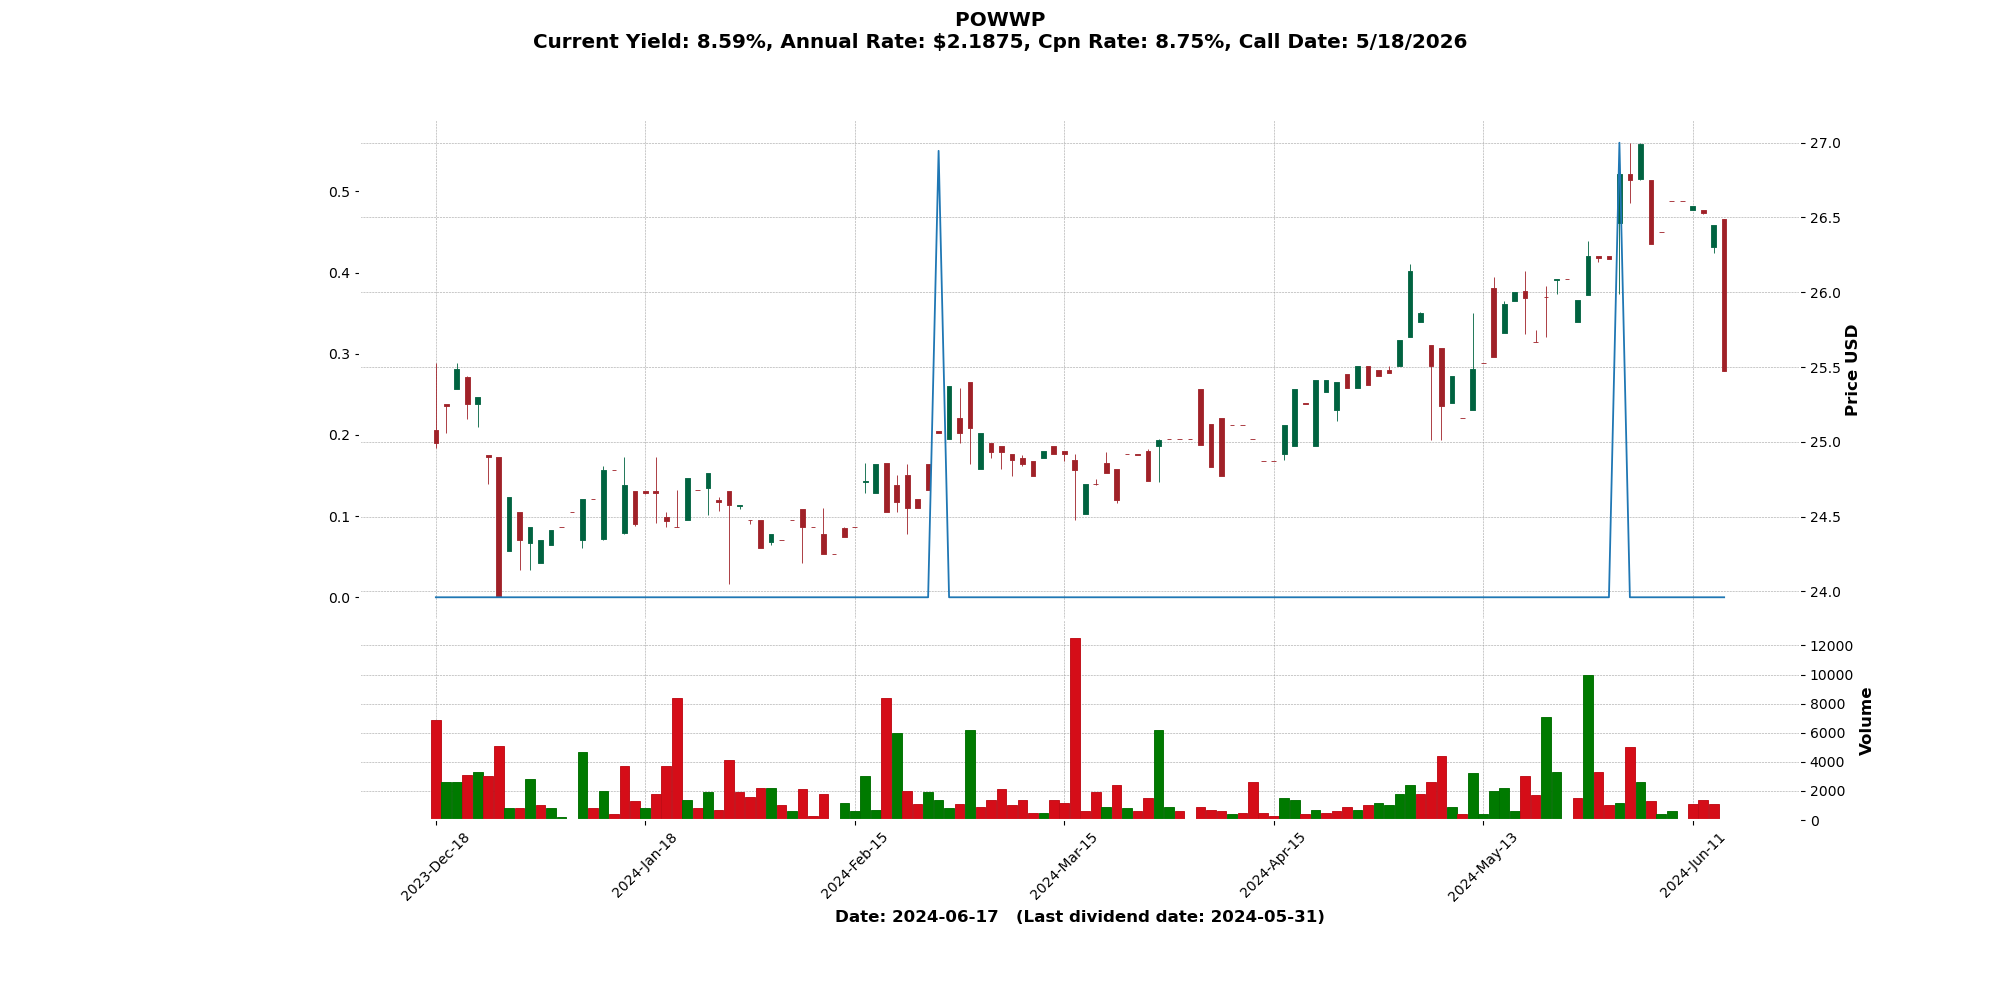 POWWP
Current Yield: 8.59%, Annual Rate: $2.1875, Cpn Rate: 8.75%, Call Date: 5/18/2026
0.5
0.4
0.3
0.2
0.1
0.0
27.0
26.5
26.0
25.5
25.0
24.5
24.0
Price USD
12000
10000
8000
6000
4000
2000
0
Volume
2023-Dec-18
2024-Jan-18
2024-Feb-15
2024-Mar-15
2024-Apr-15
2024-May-13
2024-Jun-11
Date: 2024-06-17 (Last dividend date: 2024-05-31)